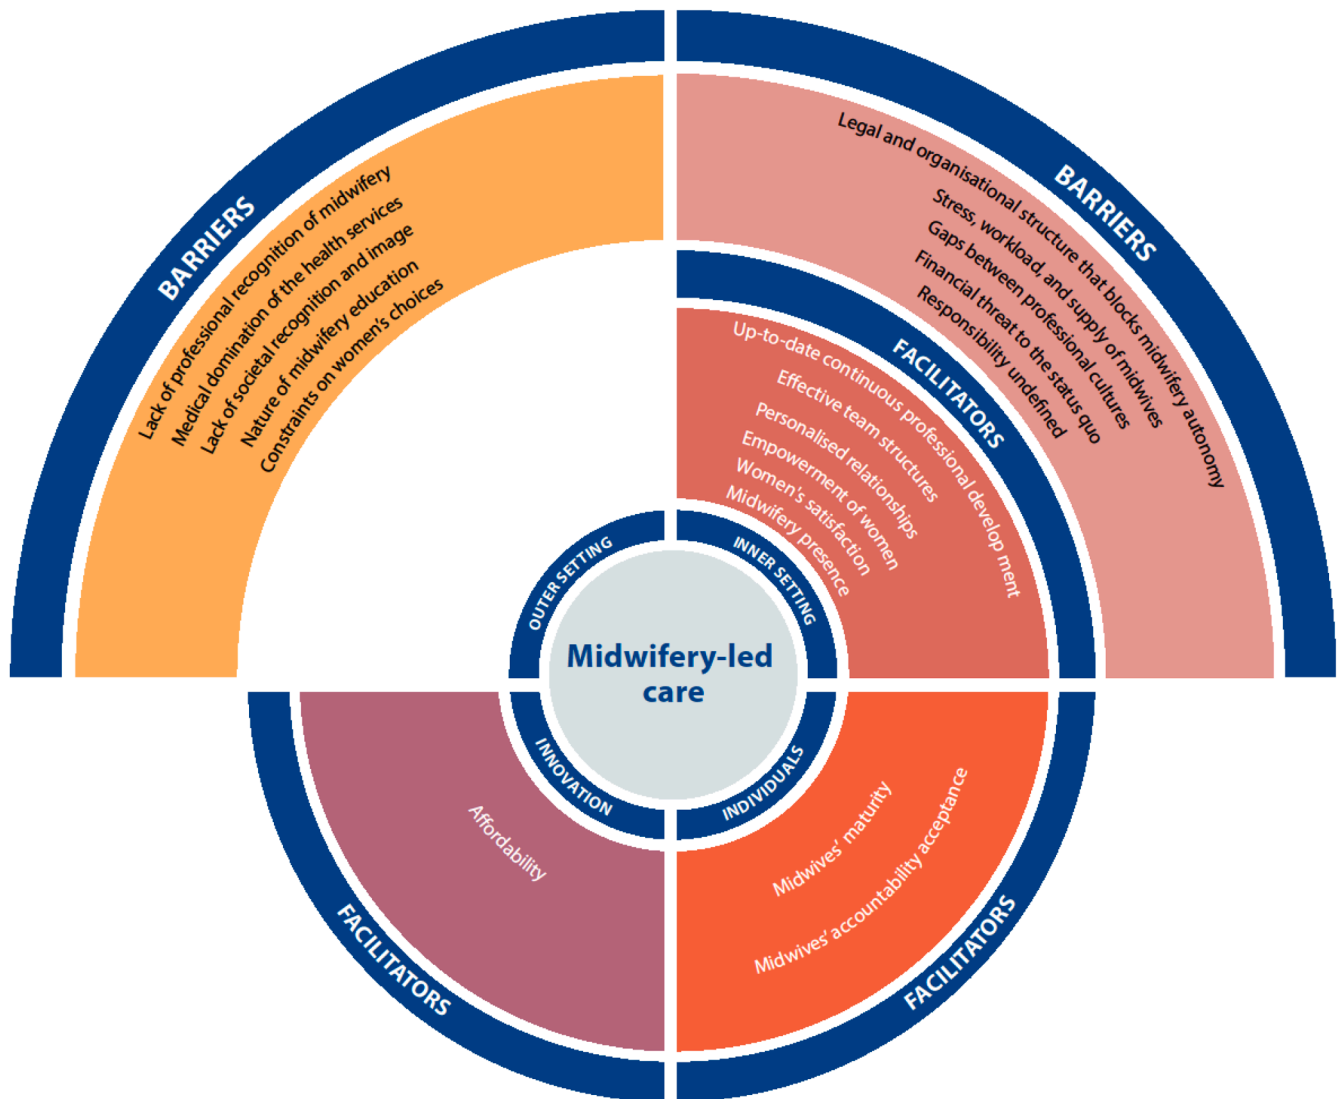 BARRIERS
Lack of professional recognition of midwifery
Medical domination of the health services
Lack of societal recognition and image
Nature of midwifery education
Constraints on women's choices
BARRIERS
Legal and organisational structure that blocks midwifery autonomy
Stress, workload, and supply of midwives
Gaps between professional cultures
Financial threat to the status quo
Responsibility undefined
FACILITATORS
Up-to-date continuous professional develop ment
Effective team structures
Personalised relationships
Empowerment of women
Women's satisfaction
Midwifery presence
OUTER SETTING
INNER SETTING
Midwifery-led
care
INNOVATION
INDIVIDUALS
Affordability
FACILITATORS
Midwives' maturity
Midwives' accountability acceptance
FACILITATORS